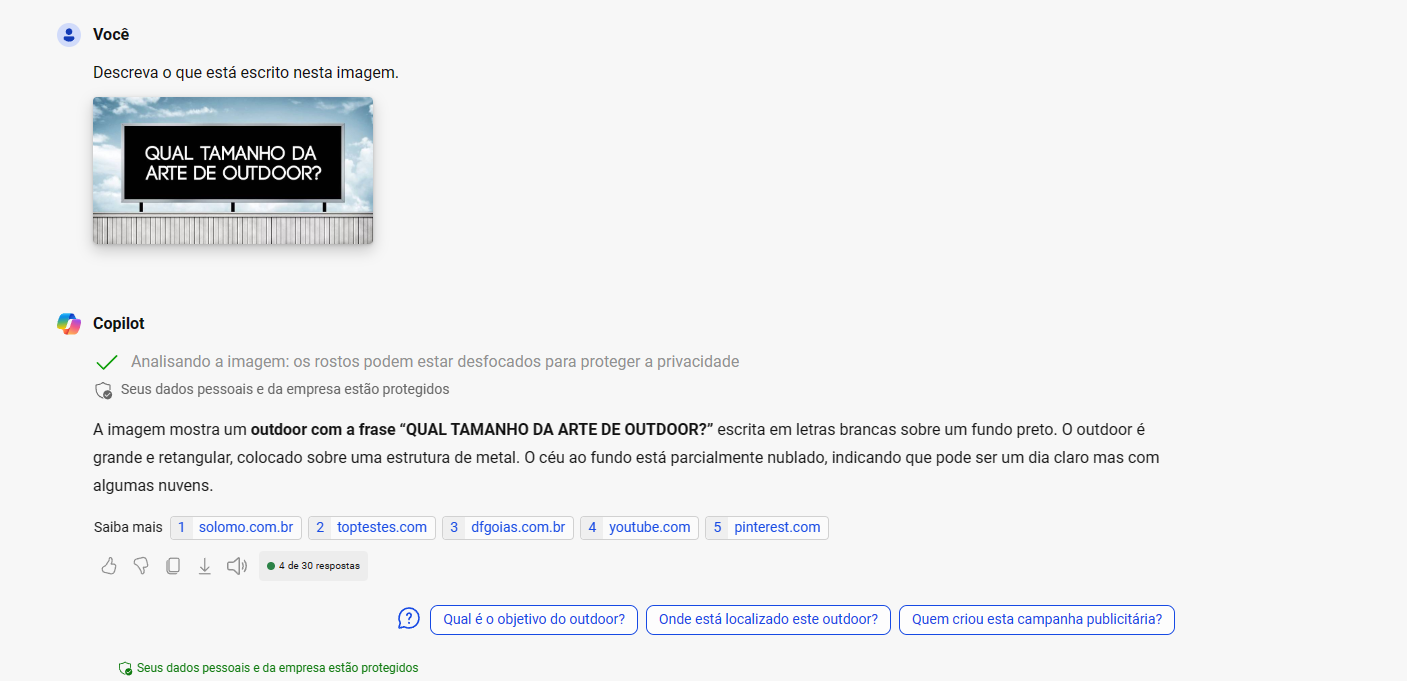 Você
Descreva o que está escrito nesta imagem.
QUAL TAMANHO DA
ARTE DE OUTDOOR?
Copilot
Analisando a imagem: os rostos podem estar desfocados para proteger a privacidade
Seus dados pessoais e da empresa estão protegidos
A imagem mostra um outdoor com a frase “QUAL TAMANHO DA ARTE DE OUTDOOR?” escrita em letras brancas sobre um fundo preto. O outdoor é
grande e retangular, colocado sobre uma estrutura de metal. O céu ao fundo está parcialmente nublado, indicando que pode ser um dia claro mas com
algumas nuvens.
Saiba mais 1 solomo.com.br 2 toptestes.com 3 dfgoias.com.br 4 youtube.com 5 pinterest.com
4 de 30 respostas
Qual é o objetivo do outdoor? Onde está localizado este outdoor? Quem criou esta campanha publicitária?
Seus dados pessoais e da empresa estão protegidos